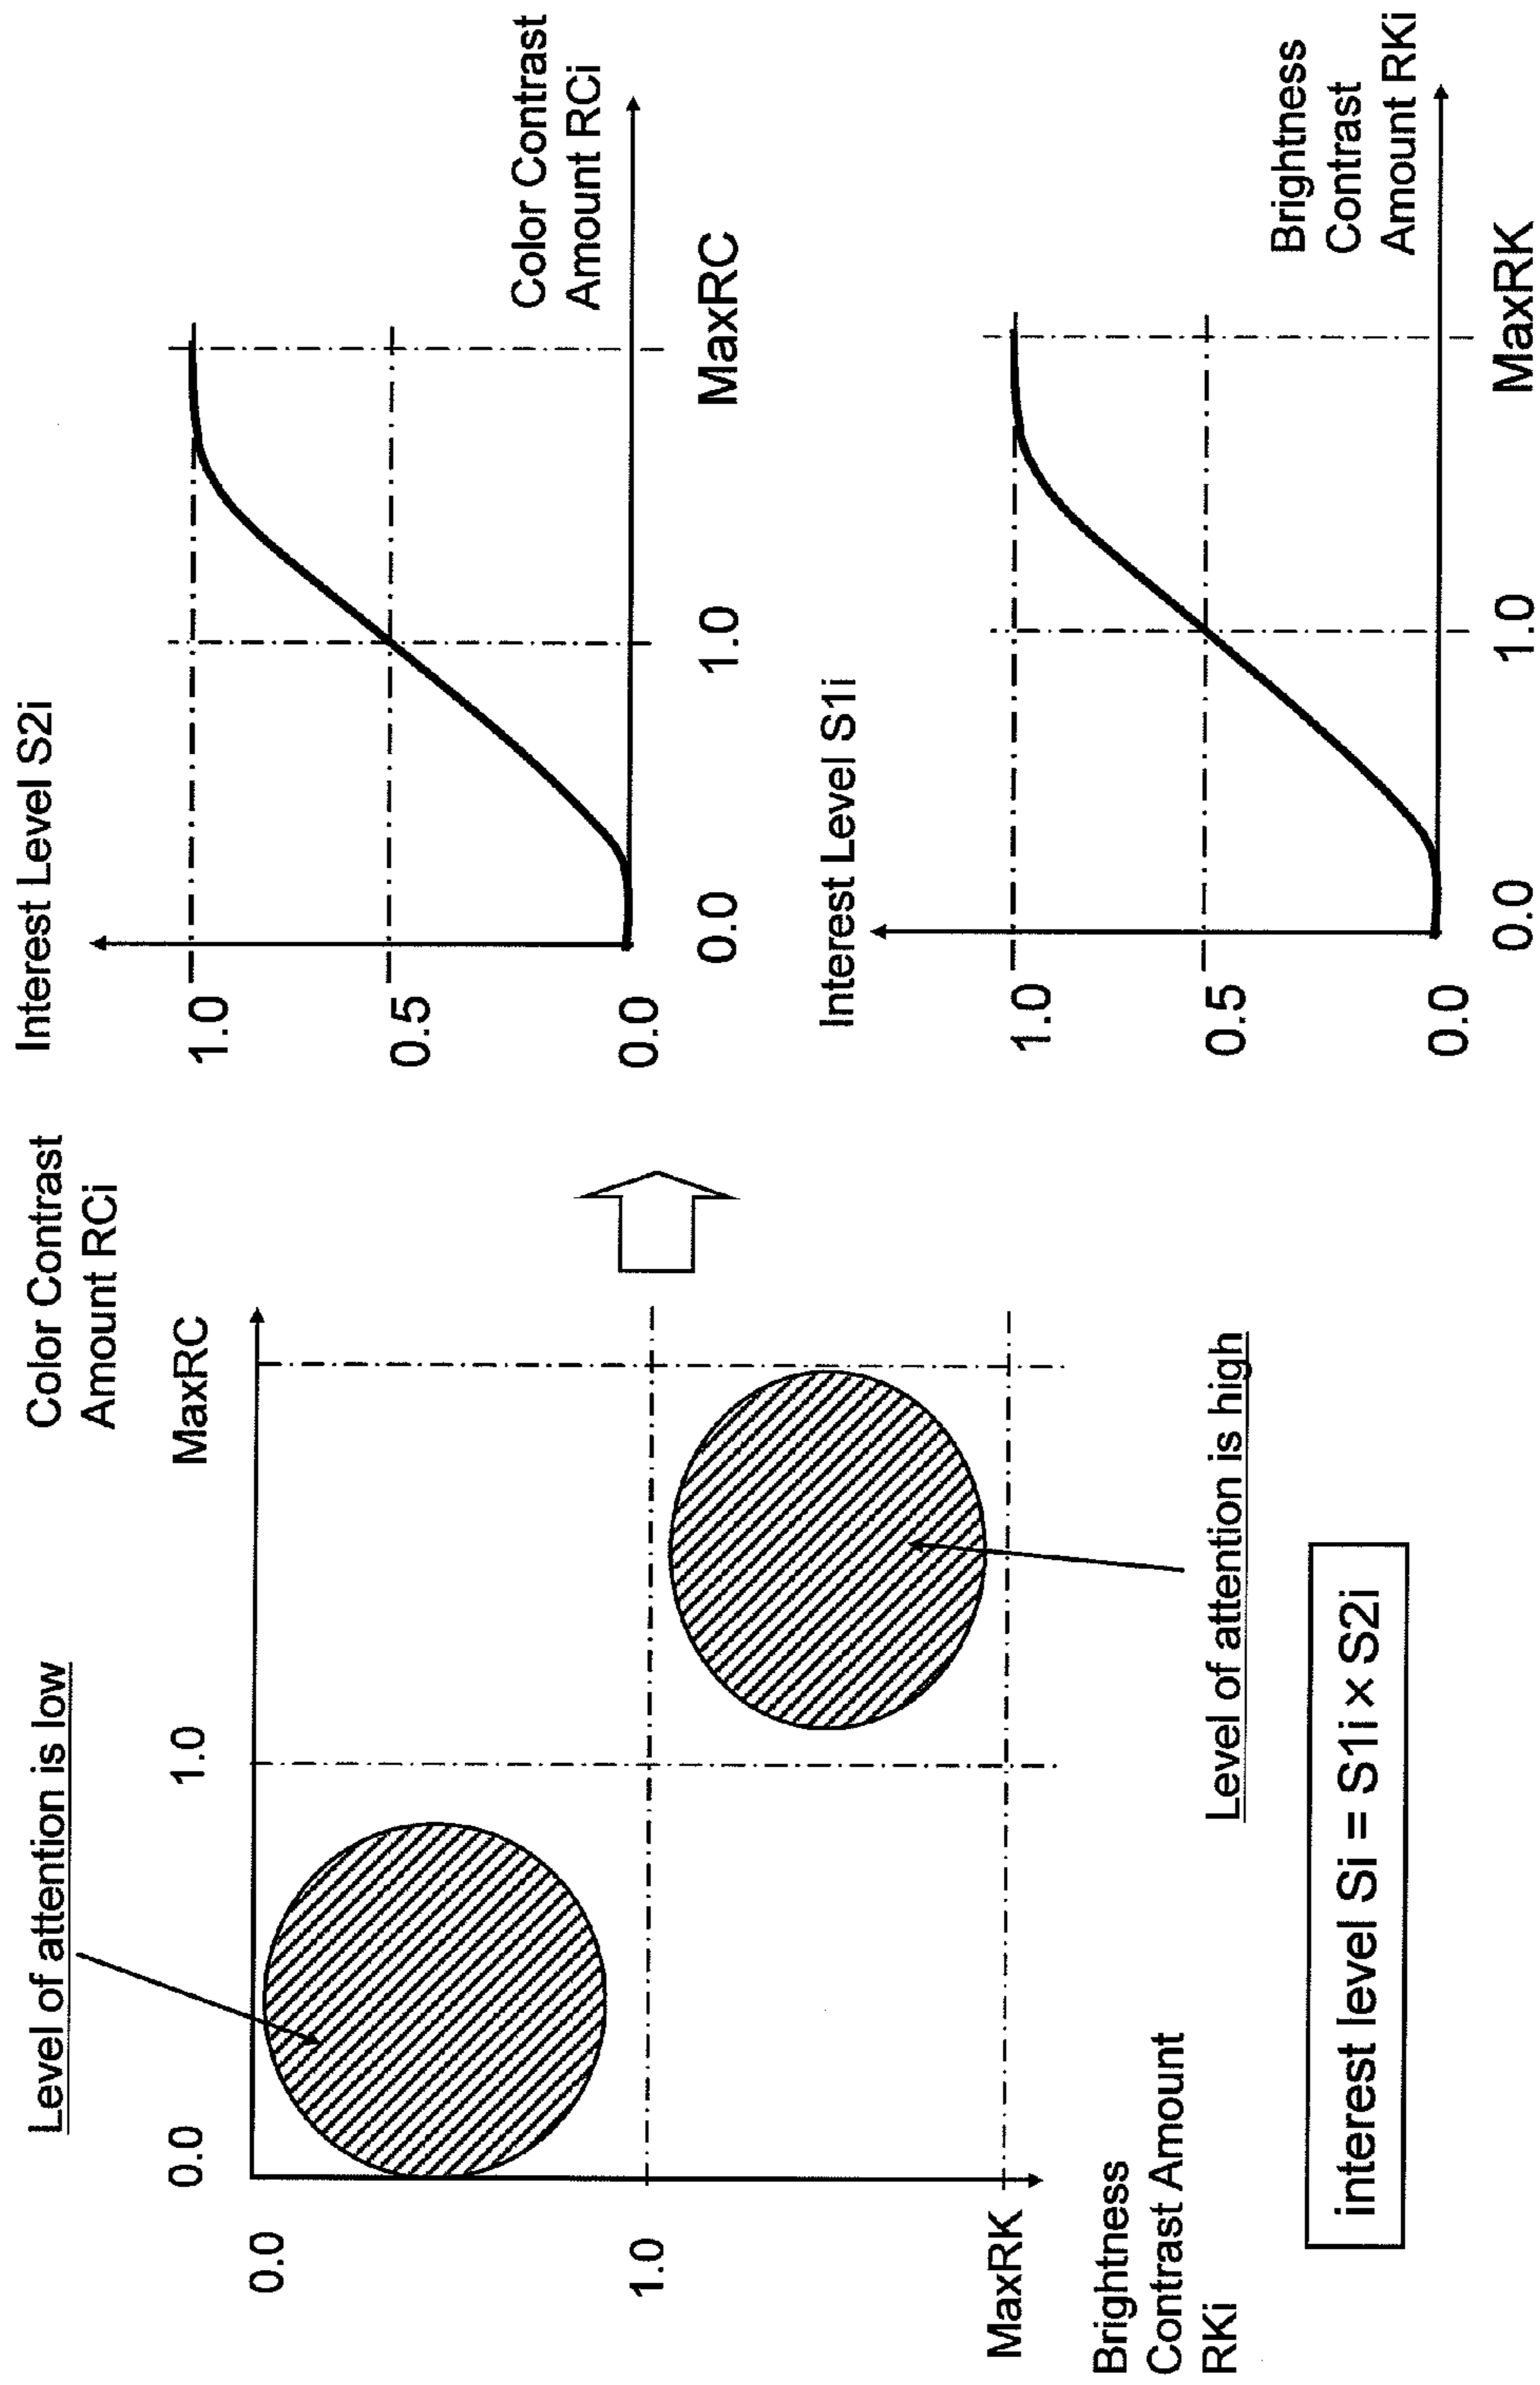 Level of attention is low
Color Contrast
Amount RCi
0.0
1.0
MaxRC
0.0
1.0
MaxRK
Brightness
Contrast Amount
RKi
Level of attention is high
interest level Si = S1i × S2i
Interest Level S2i
1.0
0.5
0.0
0.0
1.0
MaxRC
Color Contrast
Amount RCi
Interest Level S1i
1.0
0.5
0.0
0.0
1.0
MaxRK
Brightness
Contrast
Amount RKi